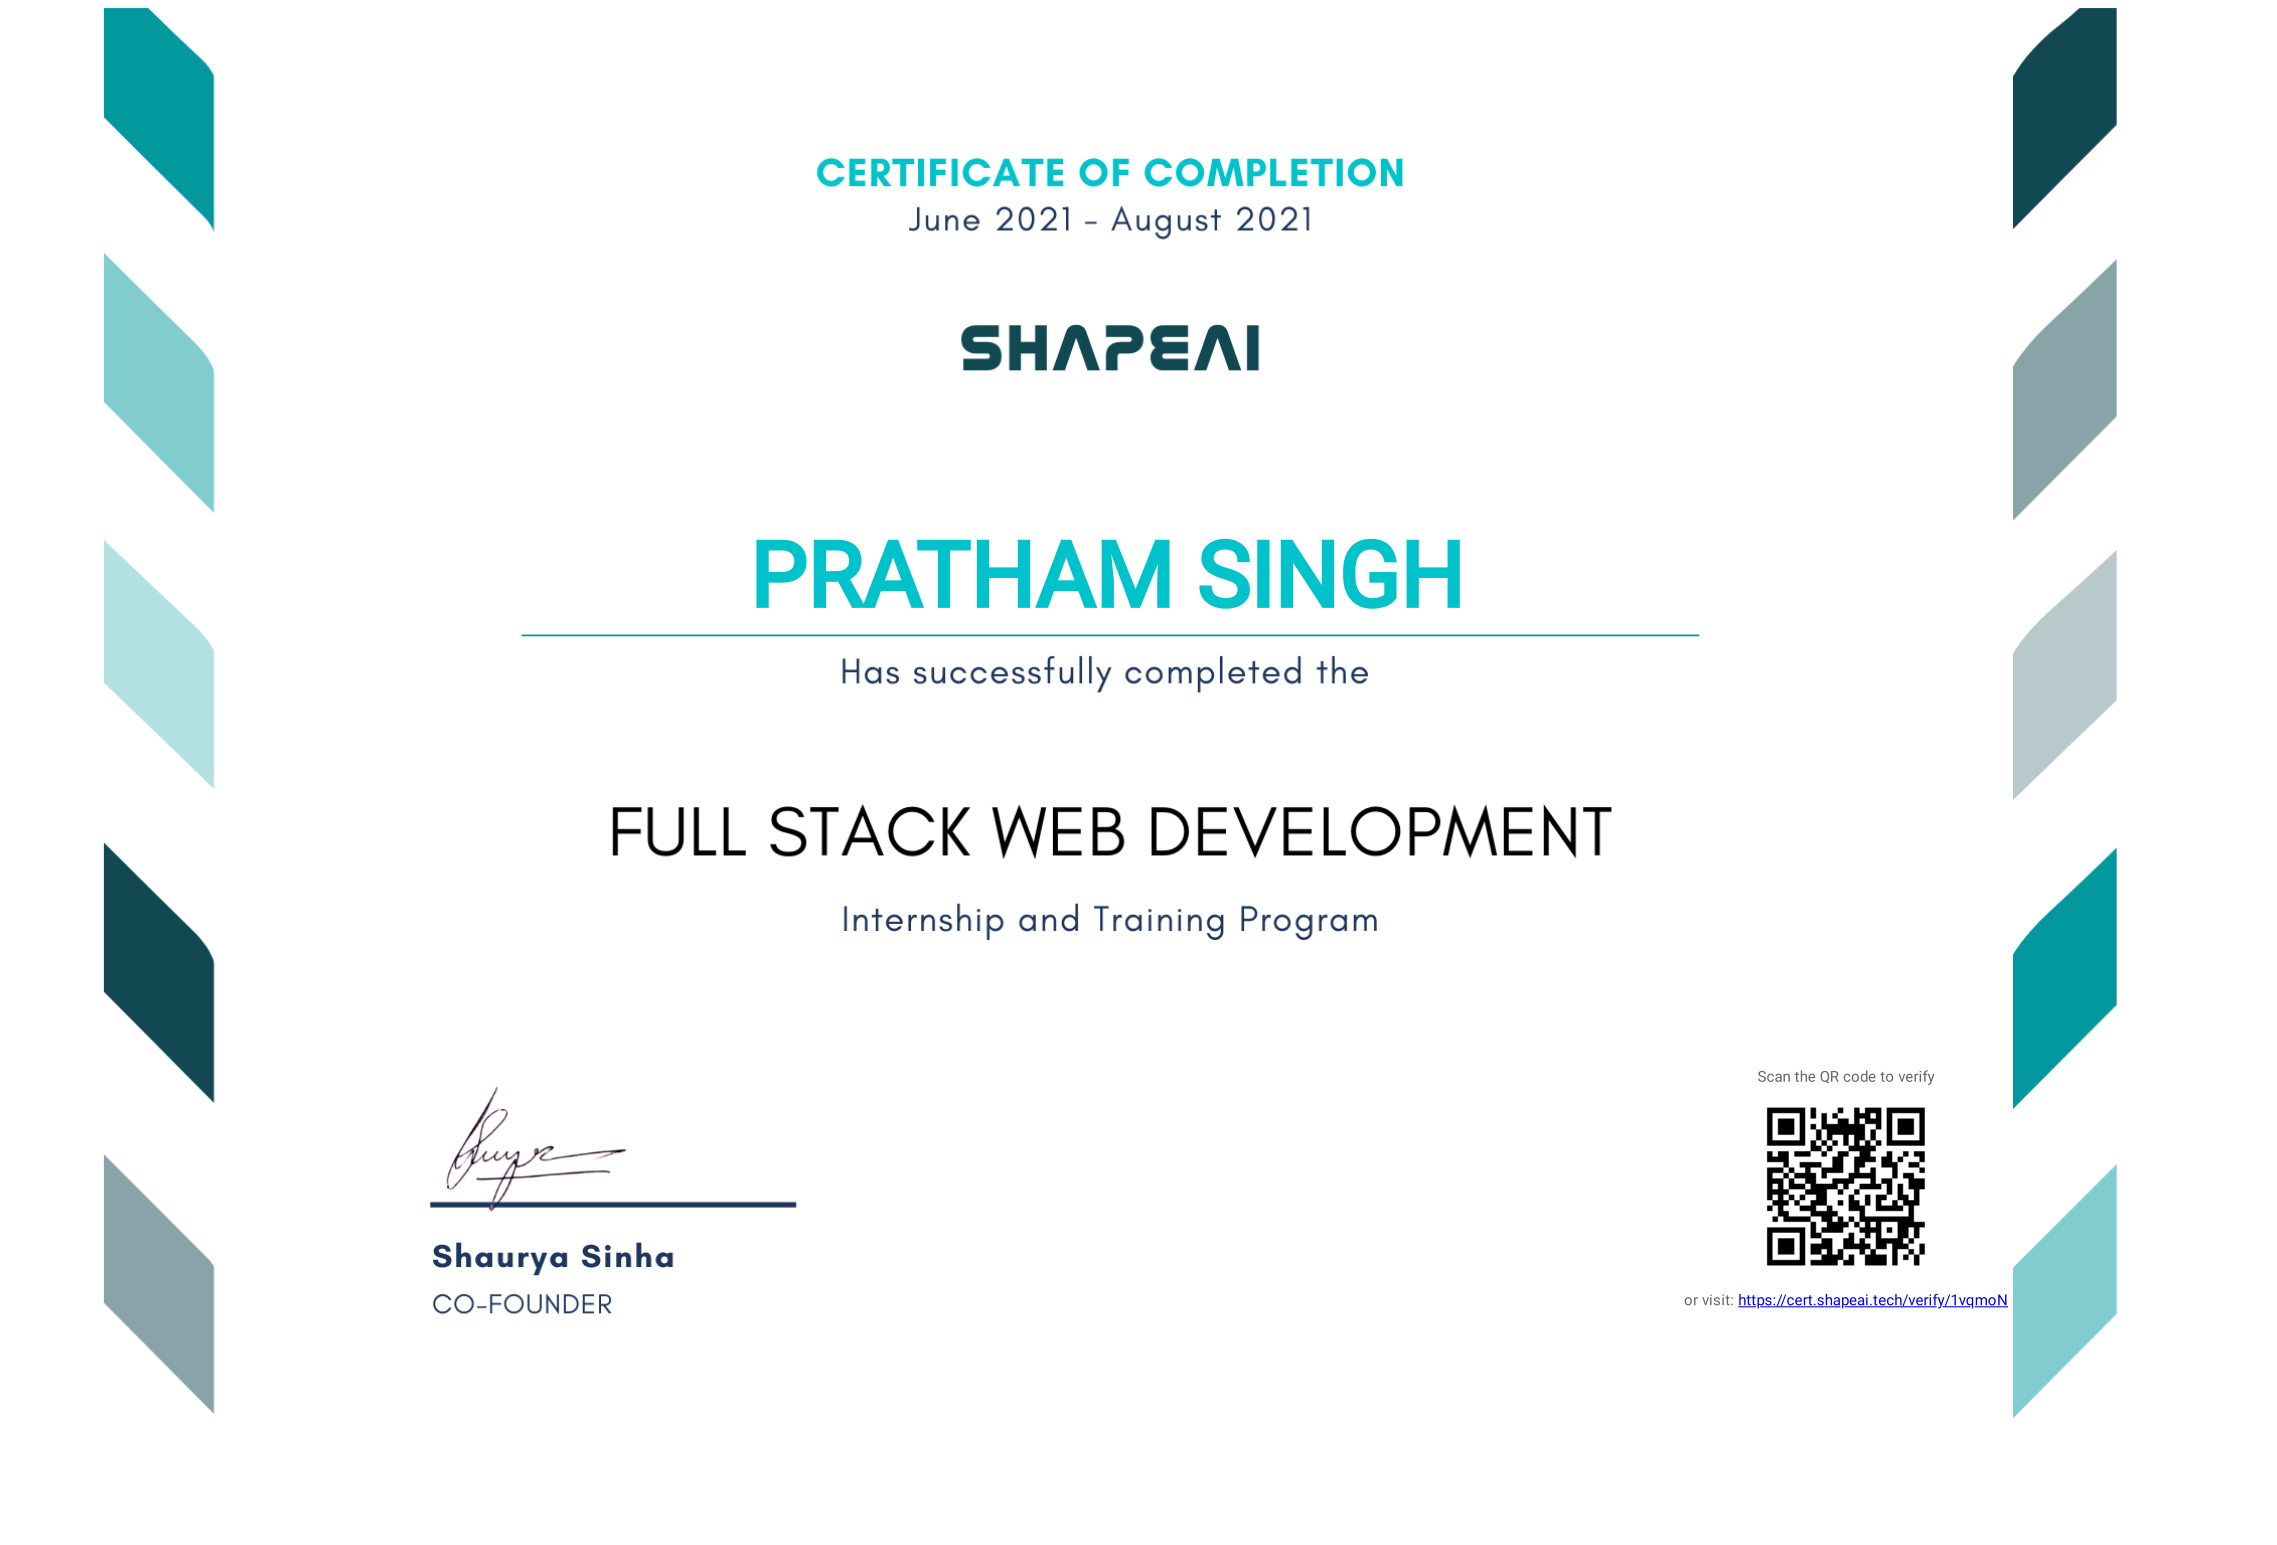 CERTIFICATE OF COMPLETION
June 2021 - August 2021
SHAPEAI
PRATHAM SINGH
Has successfully completed the
FULL STACK WEB DEVELOPMENT
Internship and Training Program
Shaurya Sinha
CO-FOUNDER
Scan the QR code to verify
or visit: https://cert.shapeai.tech/verify/1vqmoN